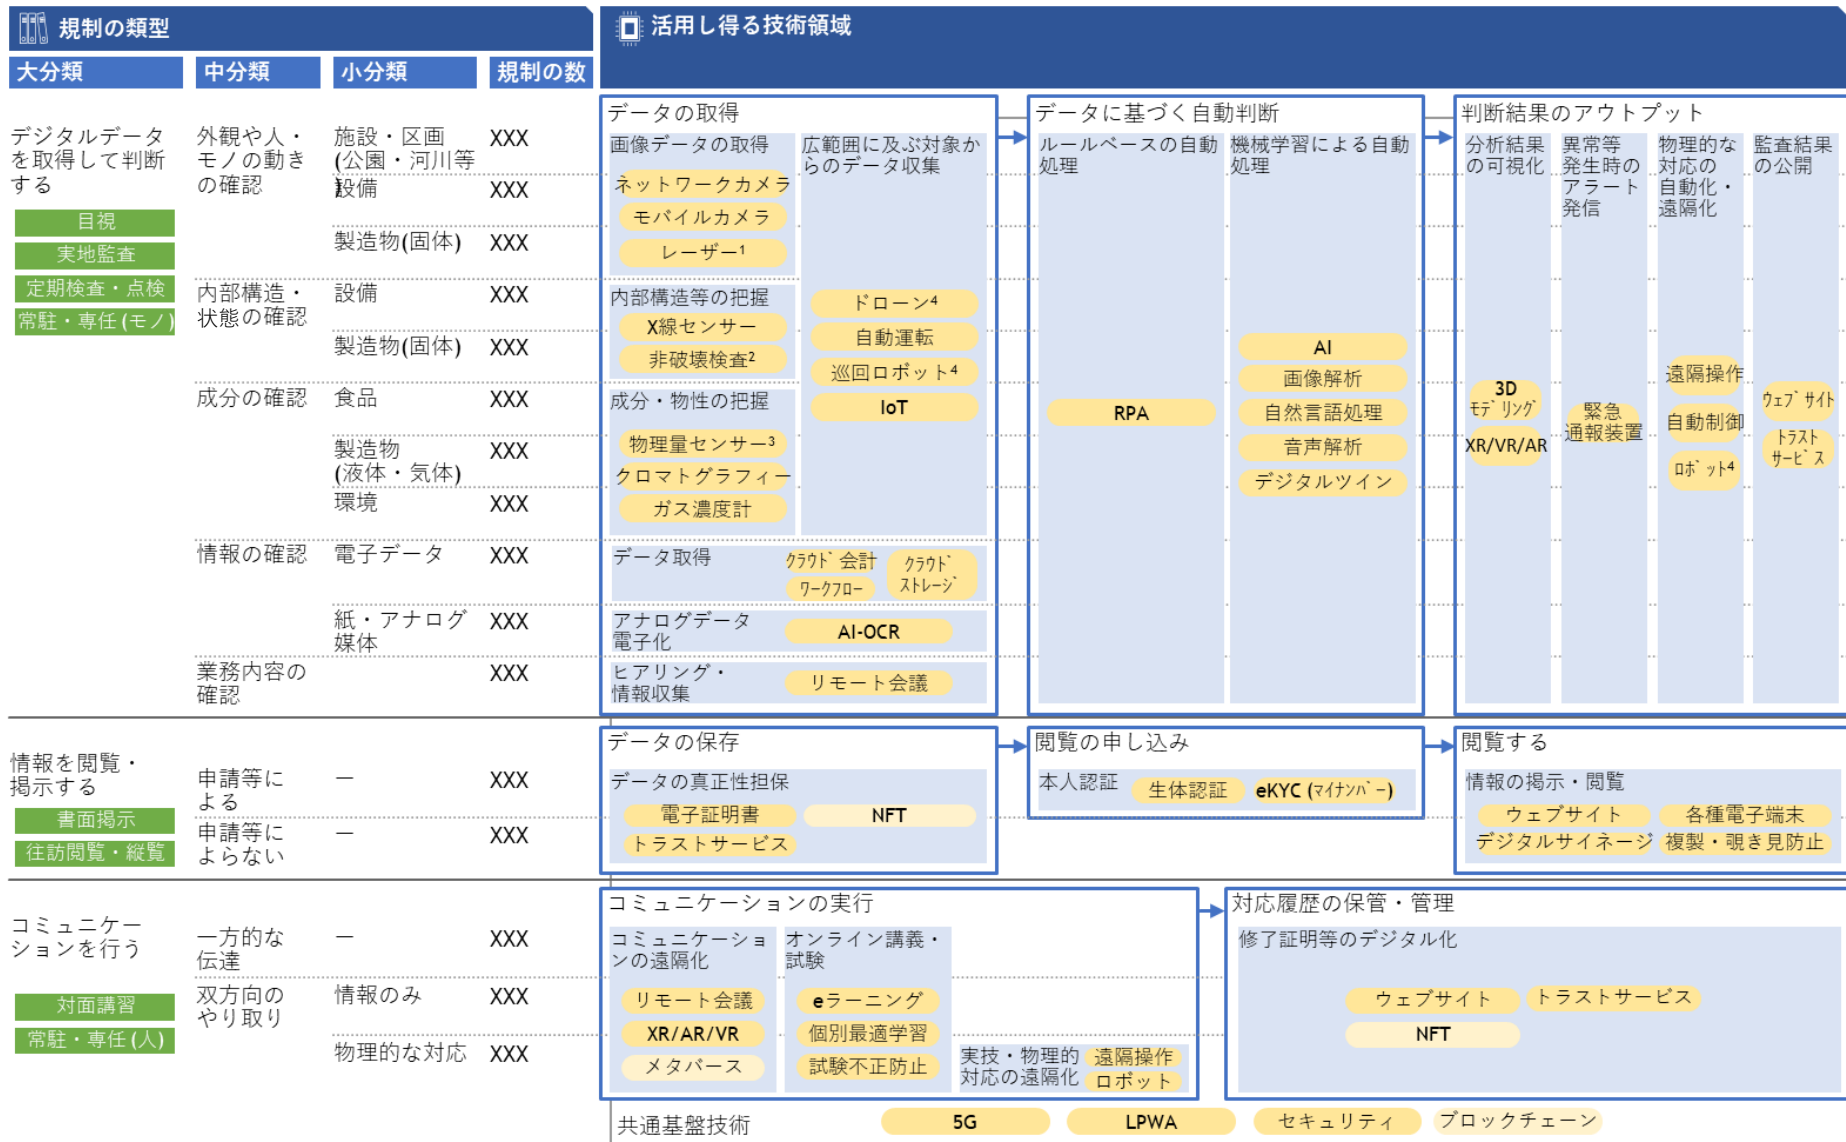 規制の類型
活用し得る技術領域
大分類
中分類
小分類
規制の数
デジタルデータ
を取得して判断
する
目視
実地監査
定期検査・点検
常駐・専任(モノ)
外観や人・
モノの動き
の確認
施設・区画
(公園・河川等
)
XXX
設備
XXX
製造物(固体)
XXX
内部構造・
状態の確認
設備
XXX
製造物(固体)
XXX
成分の確認
食品
XXX
製造物
(液体・気体)
XXX
環境
XXX
情報の確認
電子データ
XXX
紙・アナログ
媒体
XXX
業務内容の
確認
XXX
データの取得
画像データの取得
ネットワークカメラ
モバイルカメラ
レーザー1
内部構造等の把握
X線センサー
非破壊検査2
成分・物性の把握
物理量センサー3
クロマトグラフィー
ガス濃度計
広範囲に及ぶ対象か
らのデータ収集
ドローン4
自動運転
巡回ロボット4
IoT
データ取得
クラウド会計
ワークフロー
クラウド
ストレージ
アナログデータ
電子化
AI-OCR
ヒアリング・
情報収集
リモート会議
データに基づく自動判断
ルールベースの自動
処理
RPA
機械学習による自動
処理
AI
画像解析
自然言語処理
音声解析
デジタルツイン
判断結果のアウトプット
分析結果
の可視化
3D
モデリング
XR/VR/AR
異常等
発生時の
アラート
発信
緊急
通報装置
物理的な
対応の
自動化・
遠隔化
遠隔操作
自動制御
ロボット4
監査結果
の公開
ウェブサイト
トラスト
サービス
情報を閲覧・
掲示する
書面掲示
往訪閲覧・縦覧
申請等に
よる
－
XXX
申請等に
よらない
－
XXX
データの保存
データの真正性担保
電子証明書
NFT
トラストサービス
閲覧の申し込み
本人認証
生体認証
eKYC (マイナンバー)
閲覧する
情報の掲示・閲覧
ウェブサイト
各種電子端末
デジタルサイネージ
複製・覗き見防止
コミュニケー
ションを行う
対面講習
常駐・専任(人)
一方的な
伝達
－
XXX
双方向の
やり取り
情報のみ
XXX
物理的な対応
XXX
コミュニケーションの実行
コミュニケーショ
ンの遠隔化
リモート会議
XR/AR/VR
メタバース
オンライン講義・
試験
eラーニング
個別最適学習
試験不正防止
実技・物理的
対応の遠隔化
遠隔操作
ロボット
対応履歴の保管・管理
修了証明等のデジタル化
ウェブサイト
トラストサービス
NFT
共通基盤技術
5G
LPWA
セキュリティ
ブロックチェーン